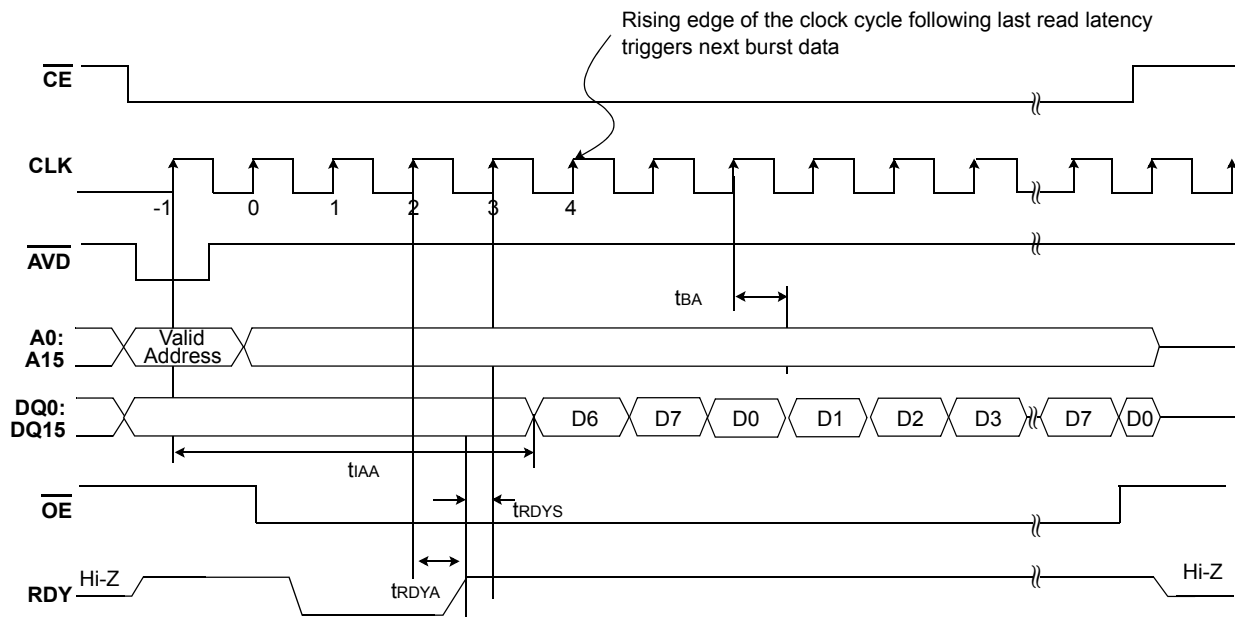 Rising edge of the clock cycle following last read latency
triggers next burst data
CE
CLK
-1 0 1 2 3 4
AVD
tBA
A0:
A15
Valid
Address
DQ0:
DQ15
D6 D7 D0 D1 D2 D3 D7 D0
tIAA
OE
tRDYS
RDY
Hi-Z
tRDYA
Hi-Z